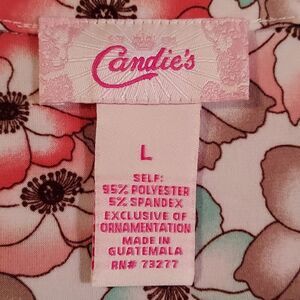 Candie's
L
SELF:
95% POLYESTER
5% SPANDEX
EXCLUSIVE OF
ORNAMENTATION
MADE IN
GUATEMALA
RN# 73277